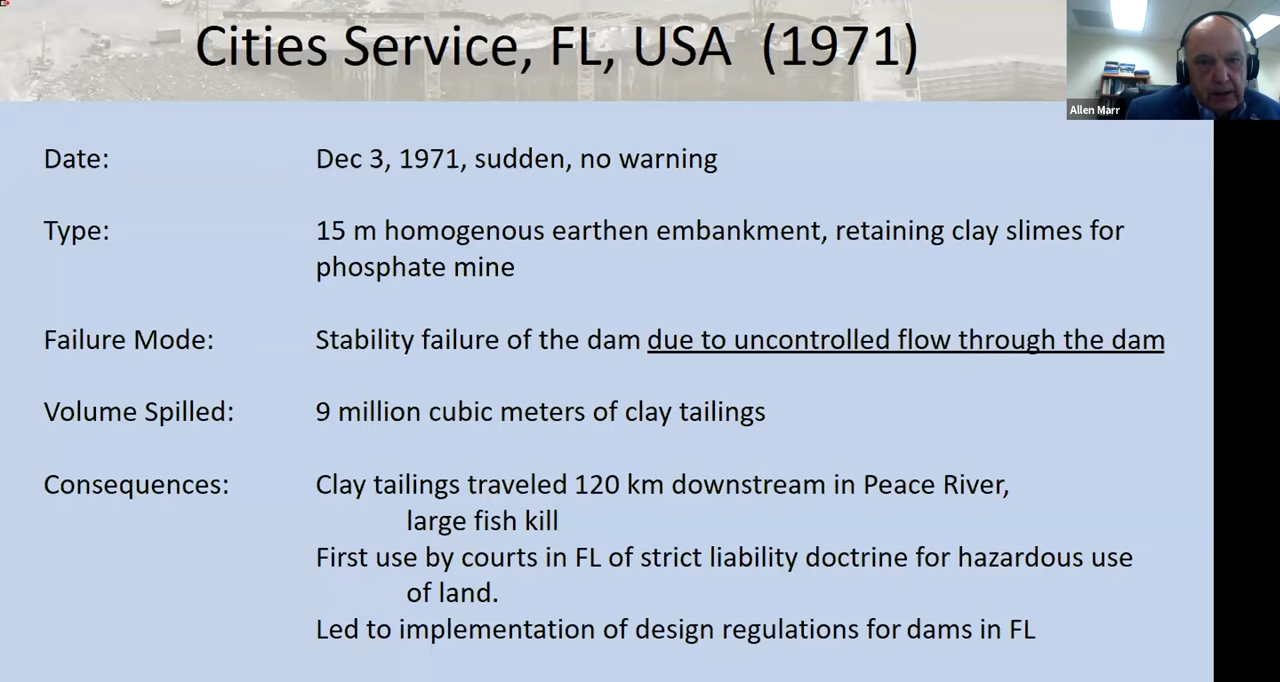 Cities Service, FL, USA (1971)
Allen Marr
Date: Dec 3, 1971, sudden, no warning
Type: 15 m homogenous earthen embankment, retaining clay slimes for
phosphate mine
Failure Mode: Stability failure of the dam due to uncontrolled flow through the dam
Volume Spilled: 9 million cubic meters of clay tailings
Consequences: Clay tailings traveled 120 km downstream in Peace River,
large fish kill
First use by courts in FL of strict liability doctrine for hazardous use
of land.
Led to implementation of design regulations for dams in FL